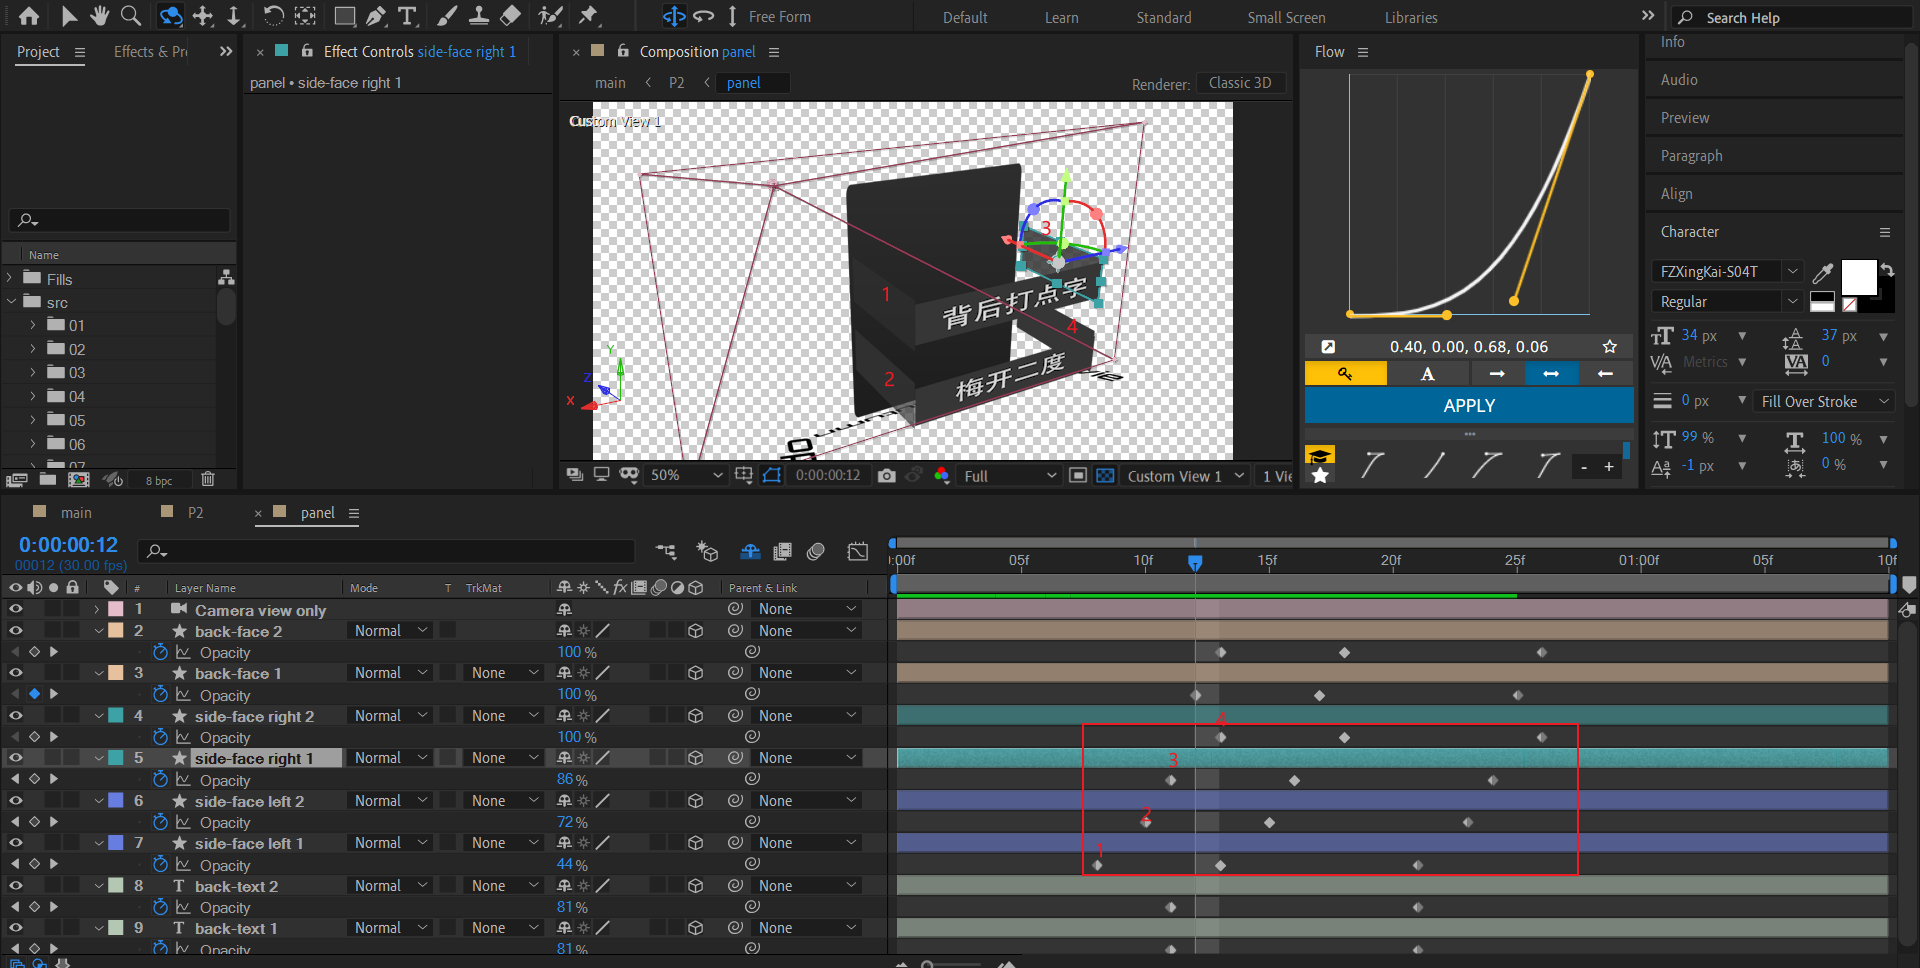 Free Form
Default
Learn
Standard
Small Screen
Libraries
Search Help
Project
Effects & Pr
Effect Controls side-face right 1
panel • side-face right 1
Composition panel
main
P2
panel
Renderer:
Classic 3D
Custom View 1
背后打点字
梅开二度
1
2
3
4
Y
Z
X
50%
0:00:00:12
Full
Custom View 1
1 Vi
Name
Fills
src
01
02
03
04
05
06
07
8 bpc
Flow
0.40, 0.00, 0.68, 0.06
A
APPLY
- +
Info
Audio
Preview
Paragraph
Align
Character
FZXingKai-S04T
Regular
34 px
37 px
Metrics
0
0 px
Fill Over Stroke
99 %
100 %
-1 px
0 %
main
P2
panel
0:00:00:12
00012 (30.00 fps)
:00f
05f
10f
15f
20f
25f
01:00f
05f
10f
#
Layer Name
Mode
T
TrkMat
Parent & Link
1 Camera view only None
2 back-face 2 Normal None
Opacity 100 %
3 back-face 1 Normal None None
Opacity 100 %
4 side-face right 2 Normal None None
Opacity 100 %
5 side-face right 1 Normal None None
Opacity 86 %
6 side-face left 2 Normal None None
Opacity 72 %
7 side-face left 1 Normal None None
Opacity 44 %
8 T back-text 2 Normal None None
Opacity 81 %
9 T back-text 1 Normal None None
Opacity 81 %
4
3
2
1